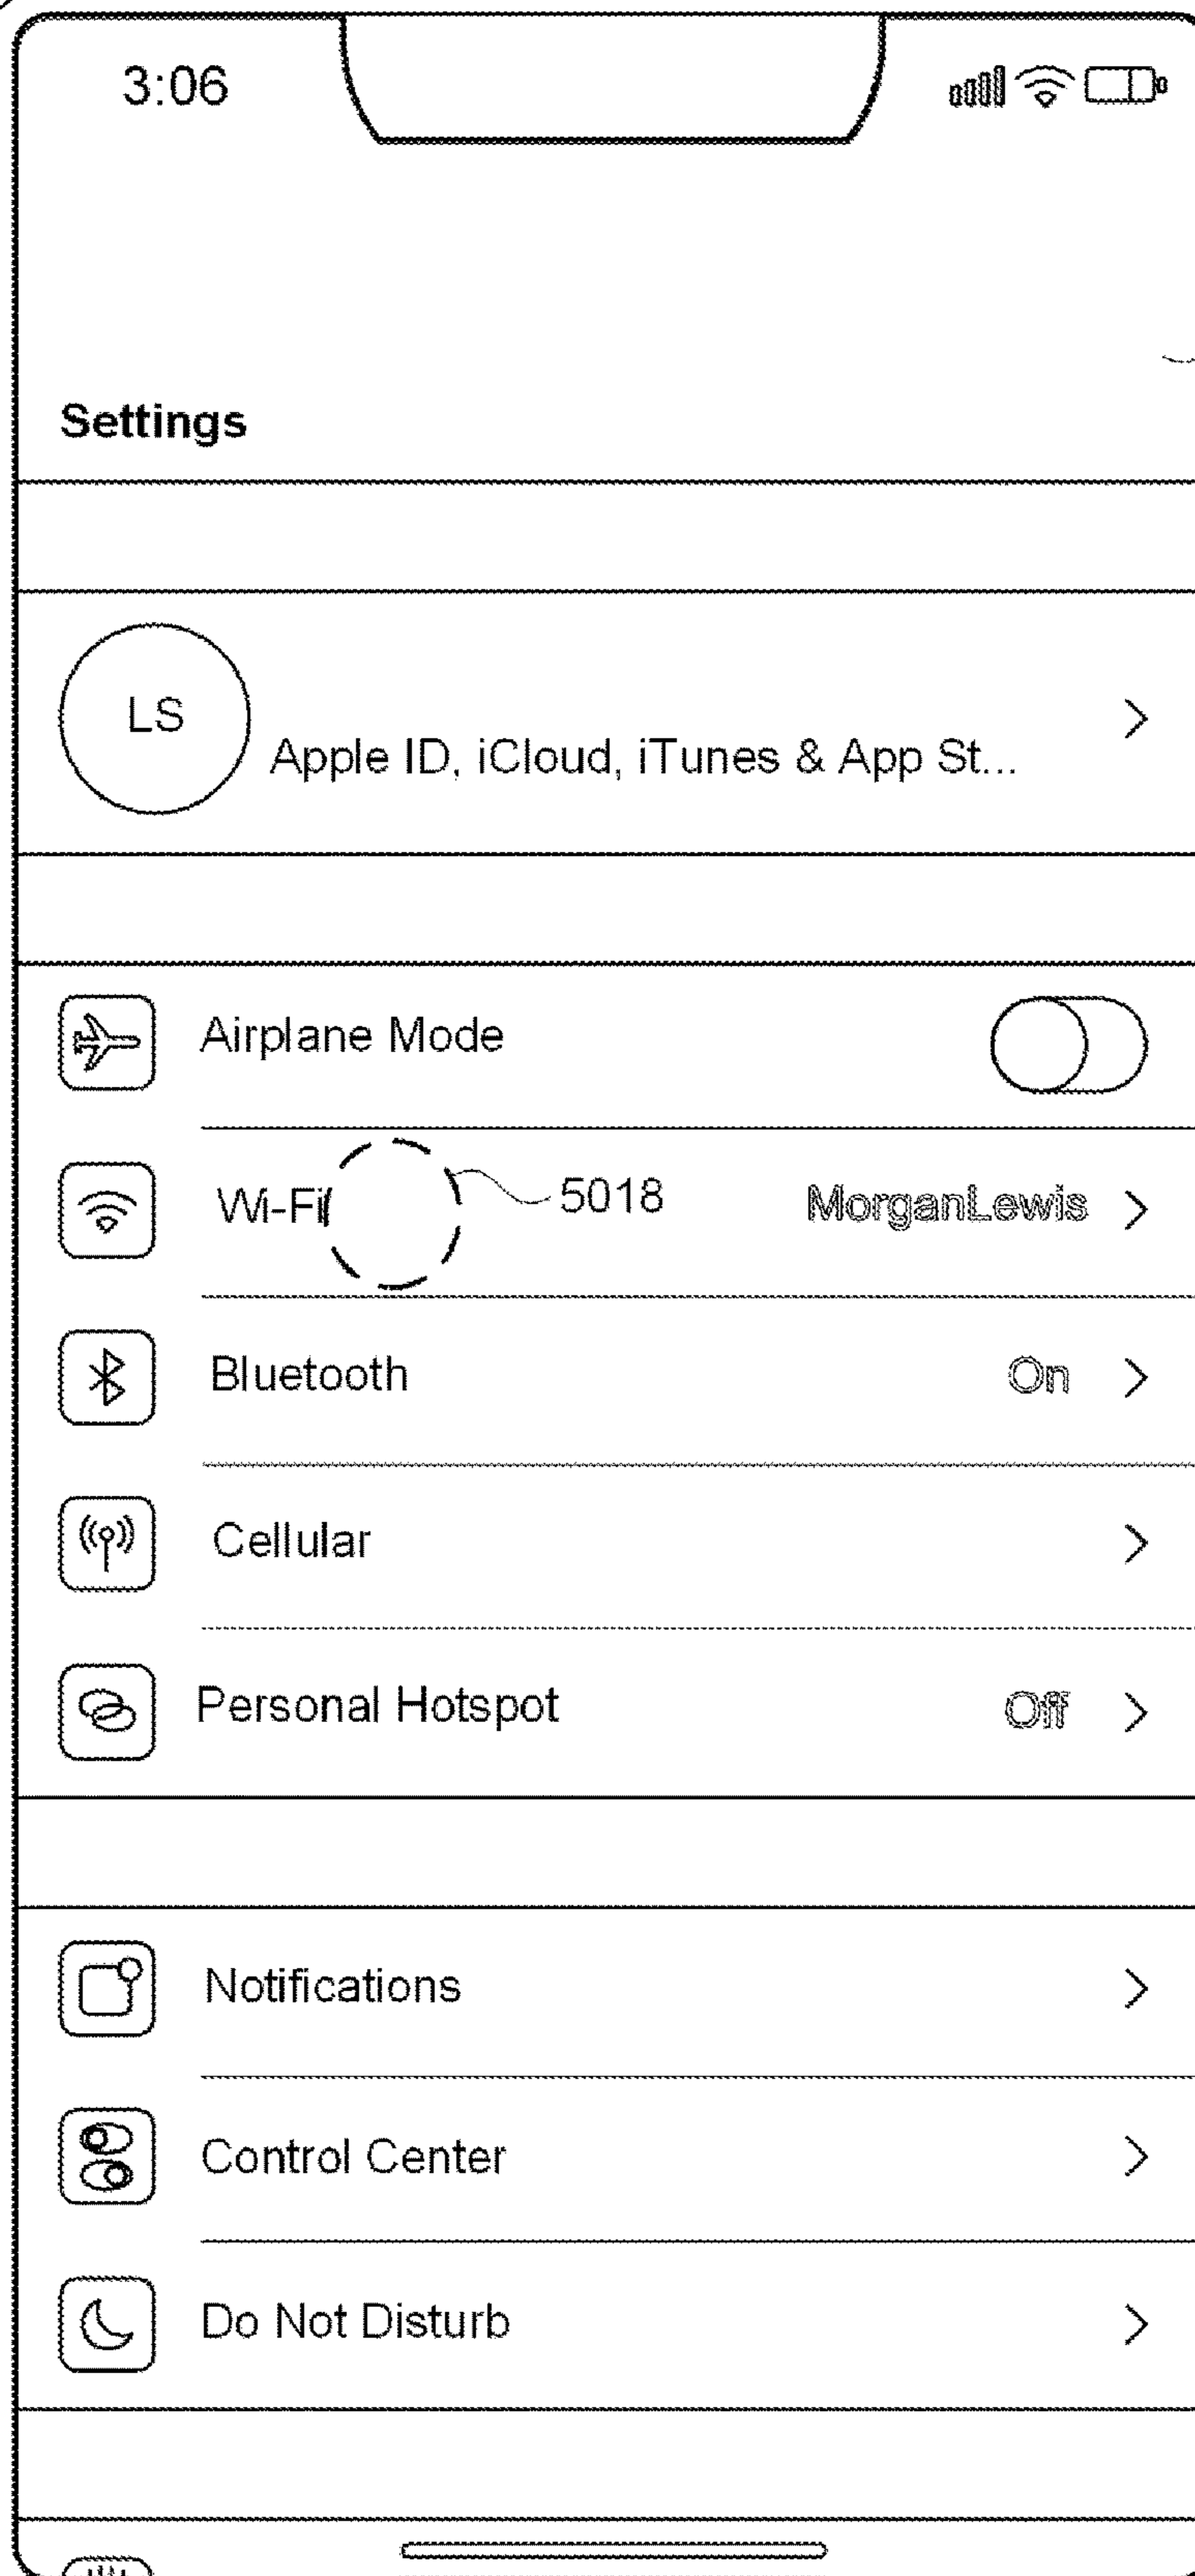 3:06
Settings
LS
Apple ID, iCloud, iTunes & App St...
Airplane Mode
Wi-Fi 5018 MorganLewis
Bluetooth On
Cellular
Personal Hotspot Off
Notifications
Control Center
Do Not Disturb